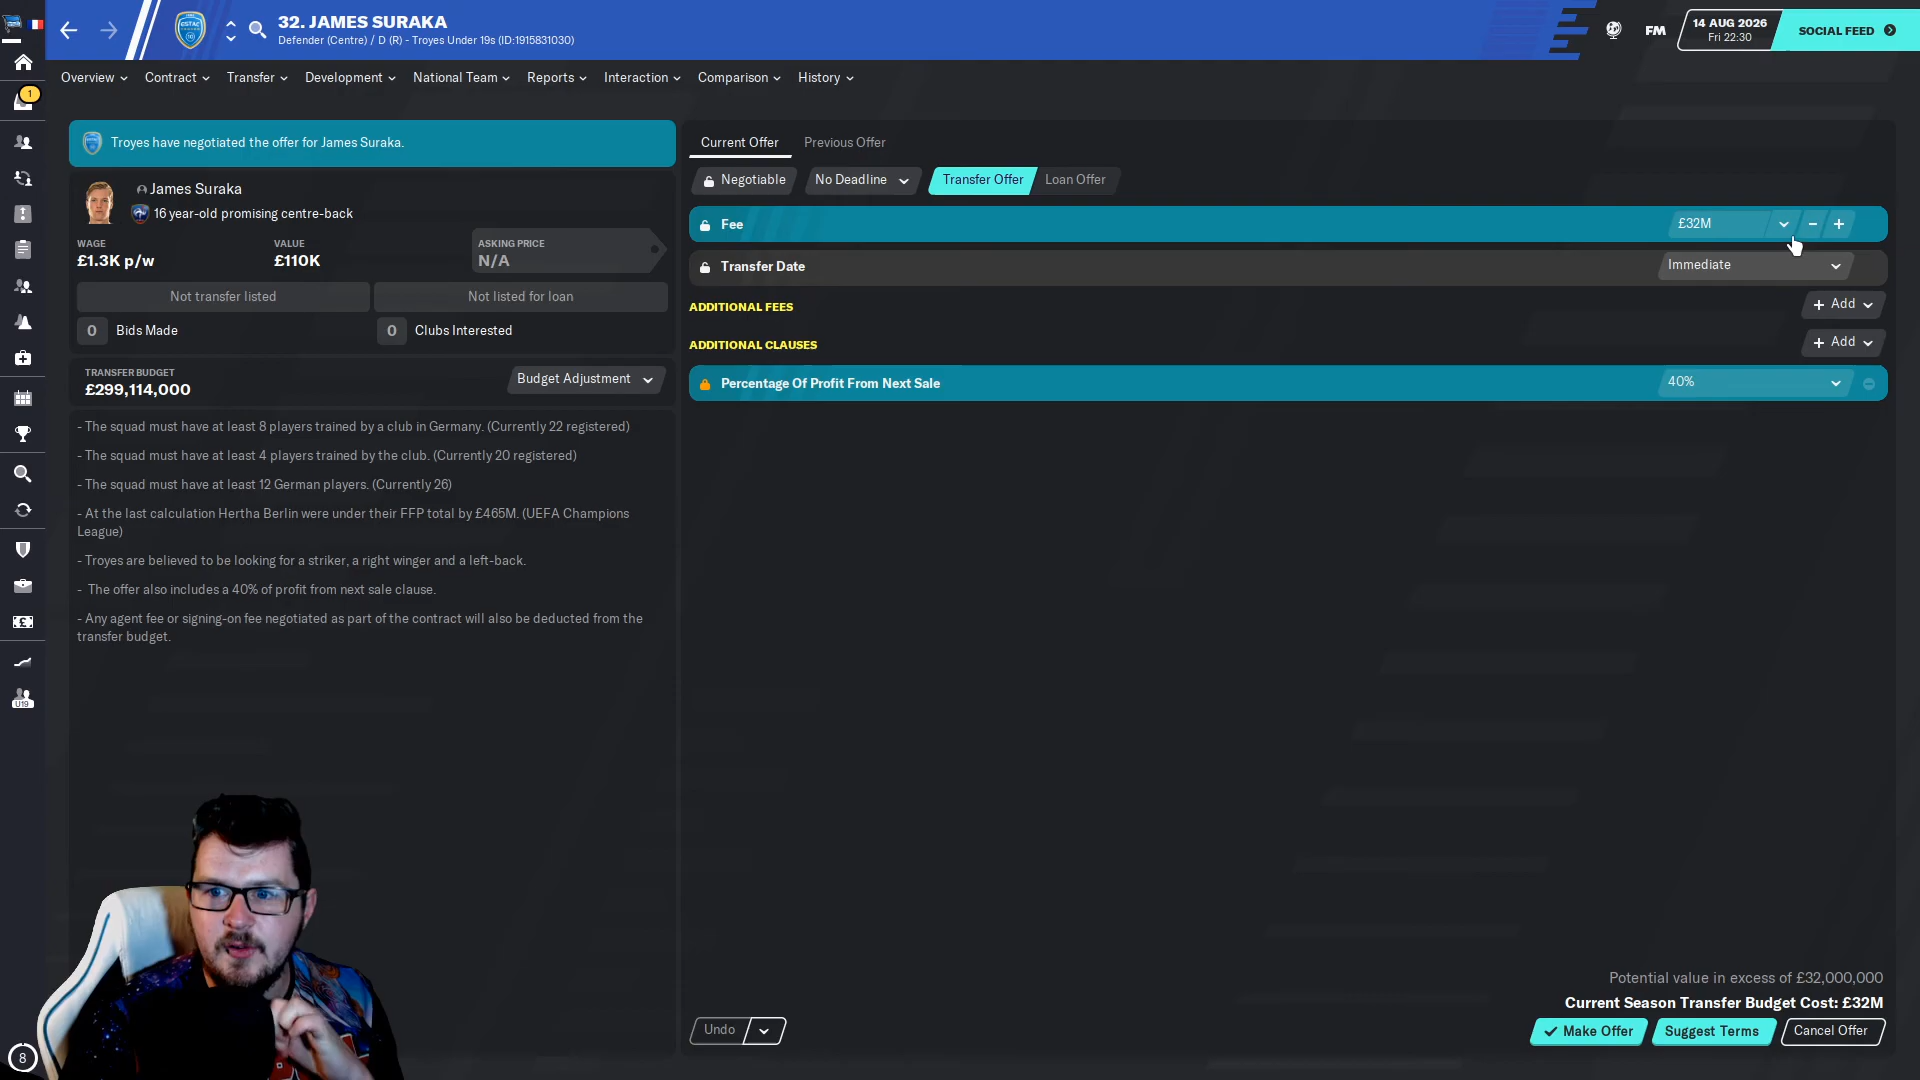 32. JAMES SURAKA
Defender (Centre) / D (R) - Troyes Under 19s (ID:1915831030)
FM
14 AUG 2026
Fri 22:30
SOCIAL FEED
1
Overview
Contract
Transfer
Development
National Team
Reports
Interaction
Comparison
History
Troyes have negotiated the offer for James Suraka.
James Suraka
16 year-old promising centre-back
WAGE
£1.3K p/w
VALUE
£110K
ASKING PRICE
N/A
Not transfer listed
Not listed for loan
0 Bids Made
0 Clubs Interested
TRANSFER BUDGET
£299,114,000
Budget Adjustment
- The squad must have at least 8 players trained by a club in Germany. (Currently 22 registered)
- The squad must have at least 4 players trained by the club. (Currently 20 registered)
- The squad must have at least 12 German players. (Currently 26)
- At the last calculation Hertha Berlin were under their FFP total by £465M. (UEFA Champions
League)
- Troyes are believed to be looking for a striker, a right winger and a left-back.
- The offer also includes a 40% of profit from next sale clause.
- Any agent fee or signing-on fee negotiated as part of the contract will also be deducted from the
transfer budget.
Current Offer
Previous Offer
Negotiable
No Deadline
Transfer Offer
Loan Offer
Fee
£32M
Transfer Date
Immediate
ADDITIONAL FEES
+ Add
ADDITIONAL CLAUSES
+ Add
Percentage Of Profit From Next Sale
40%
Potential value in excess of £32,000,000
Current Season Transfer Budget Cost: £32M
Undo
Make Offer
Suggest Terms
Cancel Offer
U19
8